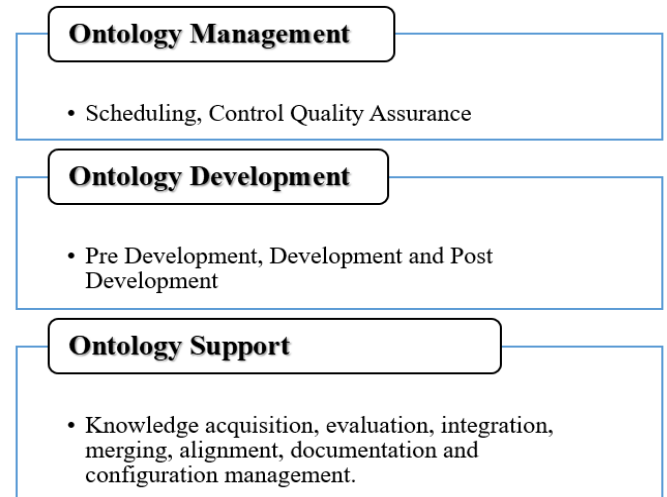 Ontology Management
• Scheduling, Control Quality Assurance
Ontology Development
• Pre Development, Development and Post
Development
Ontology Support
• Knowledge acquisition, evaluation, integration,
merging, alignment, documentation and
configuration management.